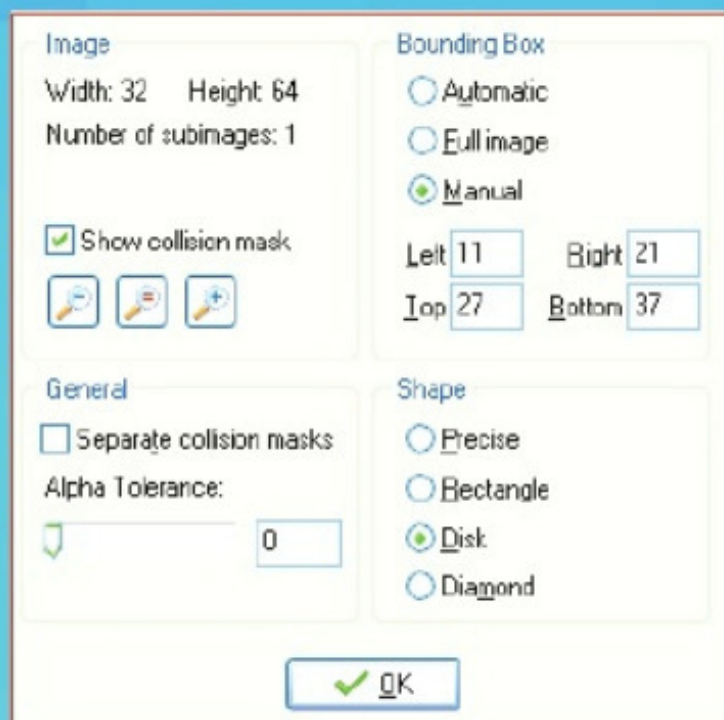 Image
Width: 32 Height: 64
Number of subimages: 1
Show collision mask
General
Separate collision masks
Alpha Tolerance:
0
Bounding Box
Automatic
Full image
Manual
Left 11 Right 21
Top 27 Bottom 37
Shape
Precise
Rectangle
Disk
Diamond
OK